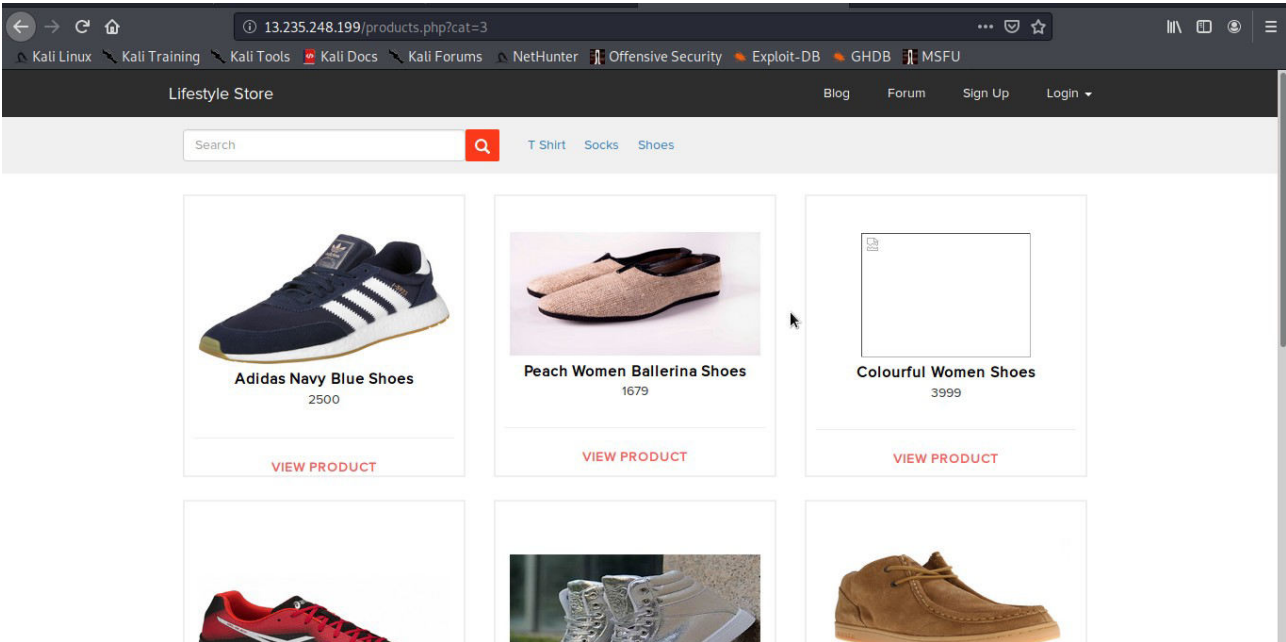 13.235.248.199/products.php?cat=3
Kali Linux Kali Training Kali Tools Kali Docs Kali Forums NetHunter Offensive Security Exploit-DB GHDB MSFU
Lifestyle Store Blog Forum Sign Up Login
Search T Shirt Socks Shoes
Adidas Navy Blue Shoes
2500
VIEW PRODUCT
Peach Women Ballerina Shoes
1679
VIEW PRODUCT
Colourful Women Shoes
3999
VIEW PRODUCT